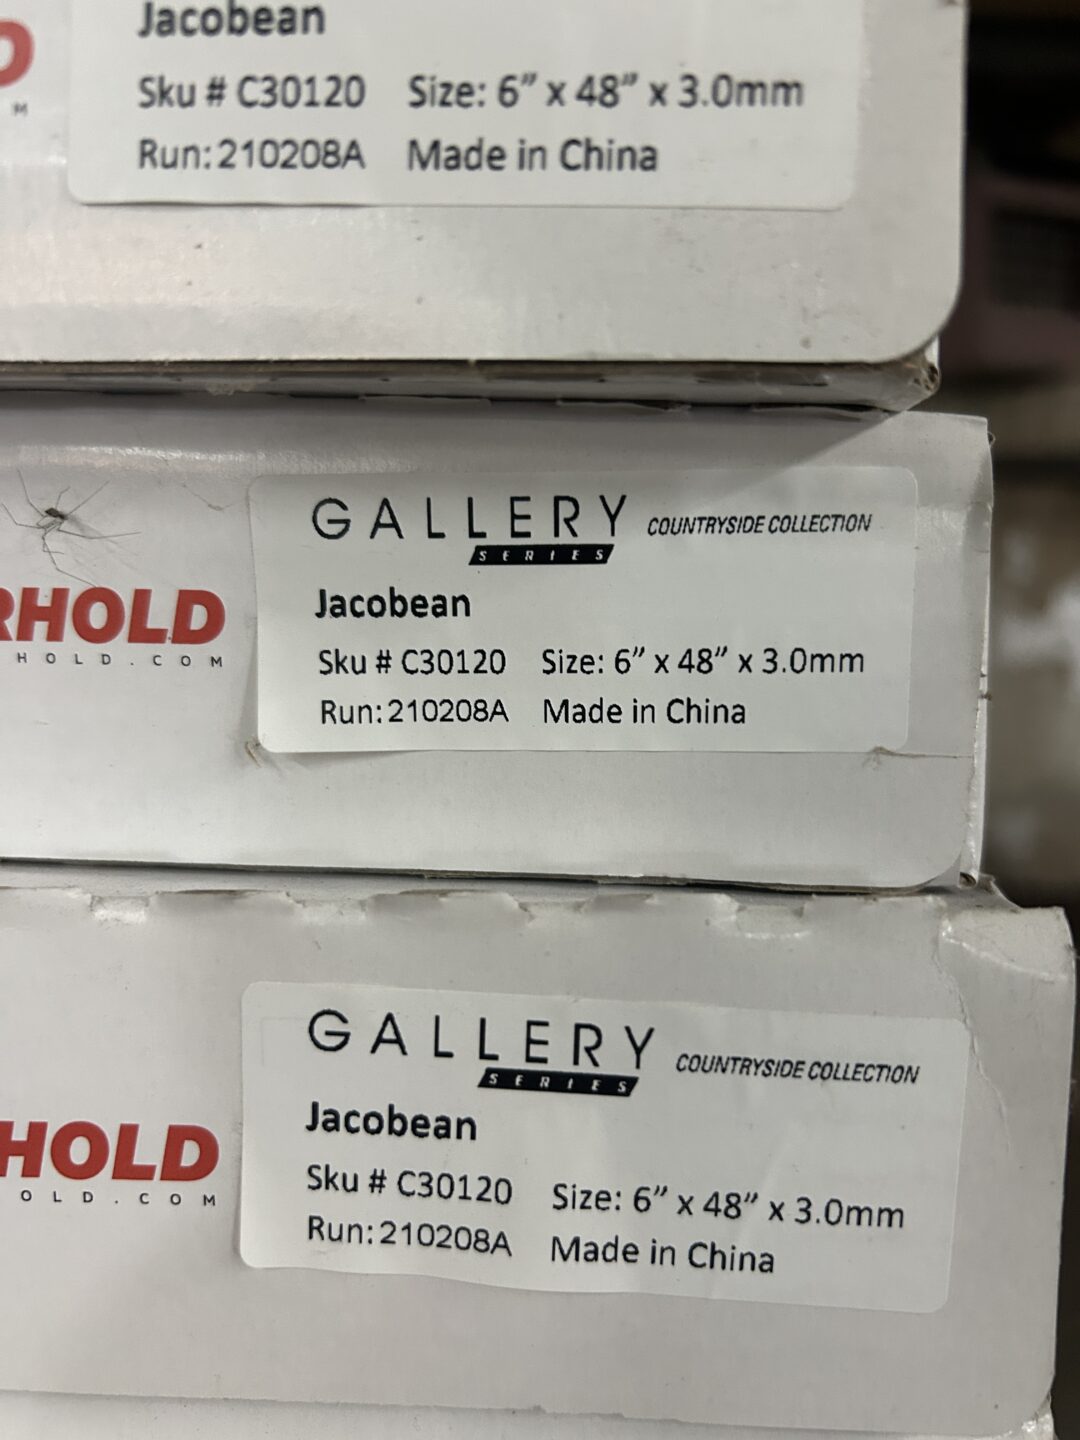 Jacobean
Sku # C30120 Size: 6" x 48" x 3.0mm
Run:210208A Made in China
GALLERY COUNTRYSIDE COLLECTION
SERIES
Jacobean
RHOLD
HOLD.COM
Sku # C30120 Size: 6" x 48" x 3.0mm
Run:210208A Made in China
GALLERY COUNTRYSIDE COLLECTION
SERIES
Jacobean
HOLD
OLD.COM
Sku # C30120 Size: 6" x 48" x 3.0mm
Run:210208A Made in China